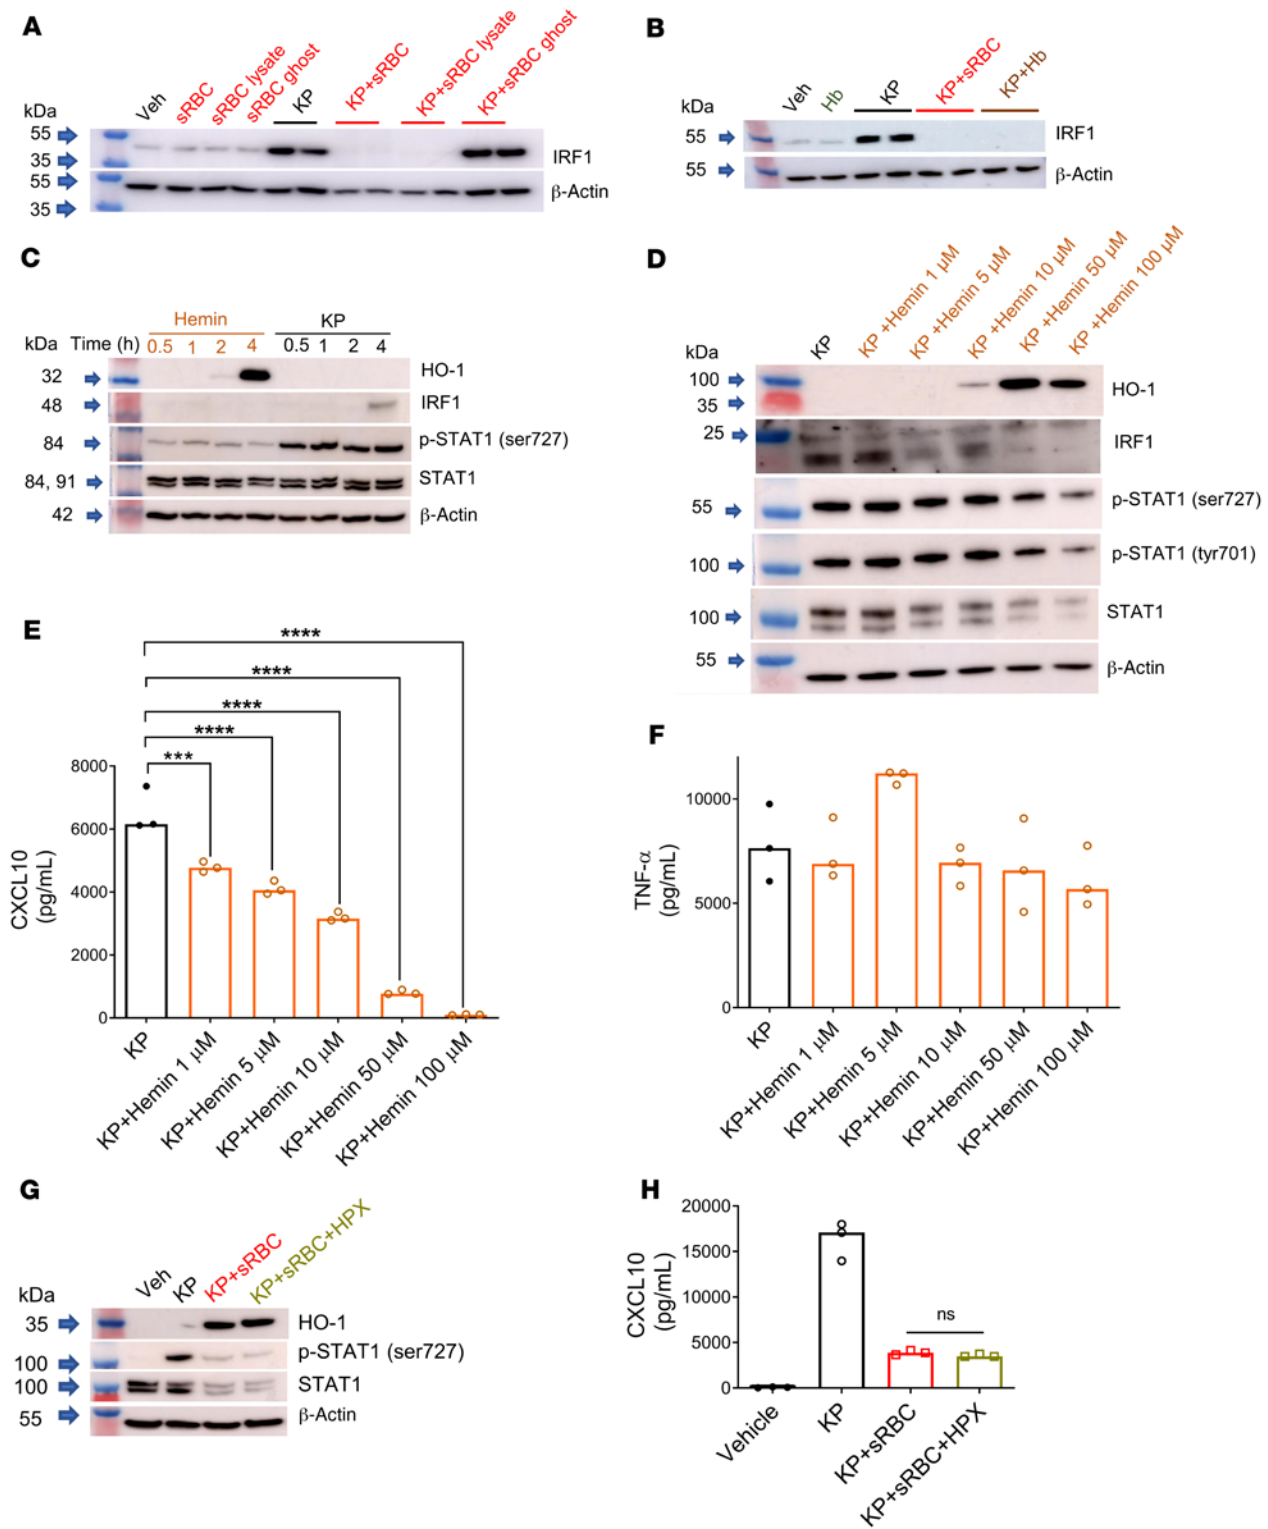 A
Veh
sRBC
sRBC lysate
sRBC ghost
KP
KP+sRBC
KP+sRBC lysate
KP+sRBC ghost
kDa
55
35
IRF1
55
35
β-Actin
B
Veh
Hb
KP
KP+sRBC
KP+Hb
kDa
55
IRF1
55
β-Actin
C
Hemin
KP
kDa Time (h) 0.5 1 2 4 0.5 1 2 4
32
HO-1
48
IRF1
84
p-STAT1 (ser727)
84, 91
STAT1
42
β-Actin
D
KP
KP +Hemin 1 μM
KP +Hemin 5 μM
KP +Hemin 10 μM
KP +Hemin 50 μM
KP +Hemin 100 μM
kDa
100
35
HO-1
25
IRF1
55
p-STAT1 (ser727)
100
p-STAT1 (tyr701)
100
STAT1
55
β-Actin
E
****
****
****
****
***
8000
6000
4000
2000
0
CXCL10
(pg/mL)
KP
KP+Hemin 1 μM
KP+Hemin 5 μM
KP+Hemin 10 μM
KP+Hemin 50 μM
KP+Hemin 100 μM
F
10000
5000
0
TNF-α
(pg/mL)
KP
KP+Hemin 1 μM
KP+Hemin 5 μM
KP+Hemin 10 μM
KP+Hemin 50 μM
KP+Hemin 100 μM
G
Veh
KP
KP+sRBC
KP+sRBC+HPX
kDa
35
HO-1
100
p-STAT1 (ser727)
100
STAT1
55
β-Actin
H
20000
15000
10000
5000
0
CXCL10
(pg/mL)
ns
Vehicle
KP
KP+sRBC
KP+sRBC+HPX